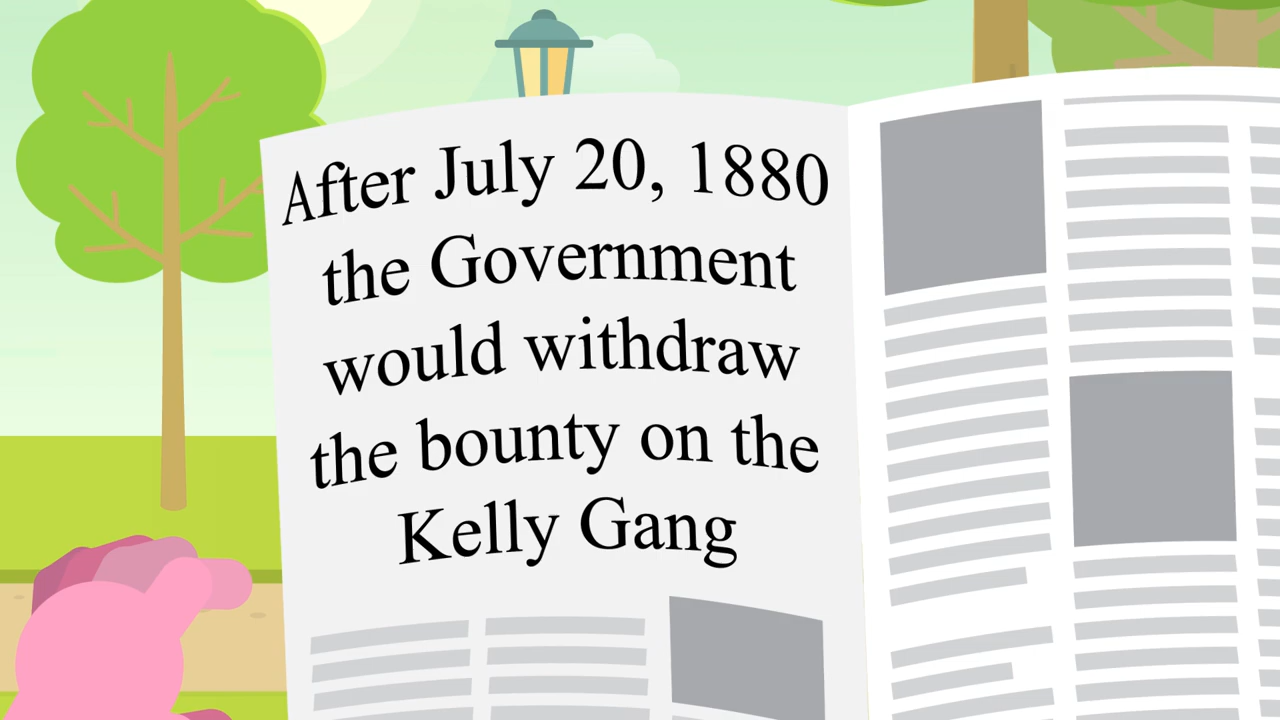 After July 20, 1880
the Government
would withdraw
the bounty on the
Kelly Gang